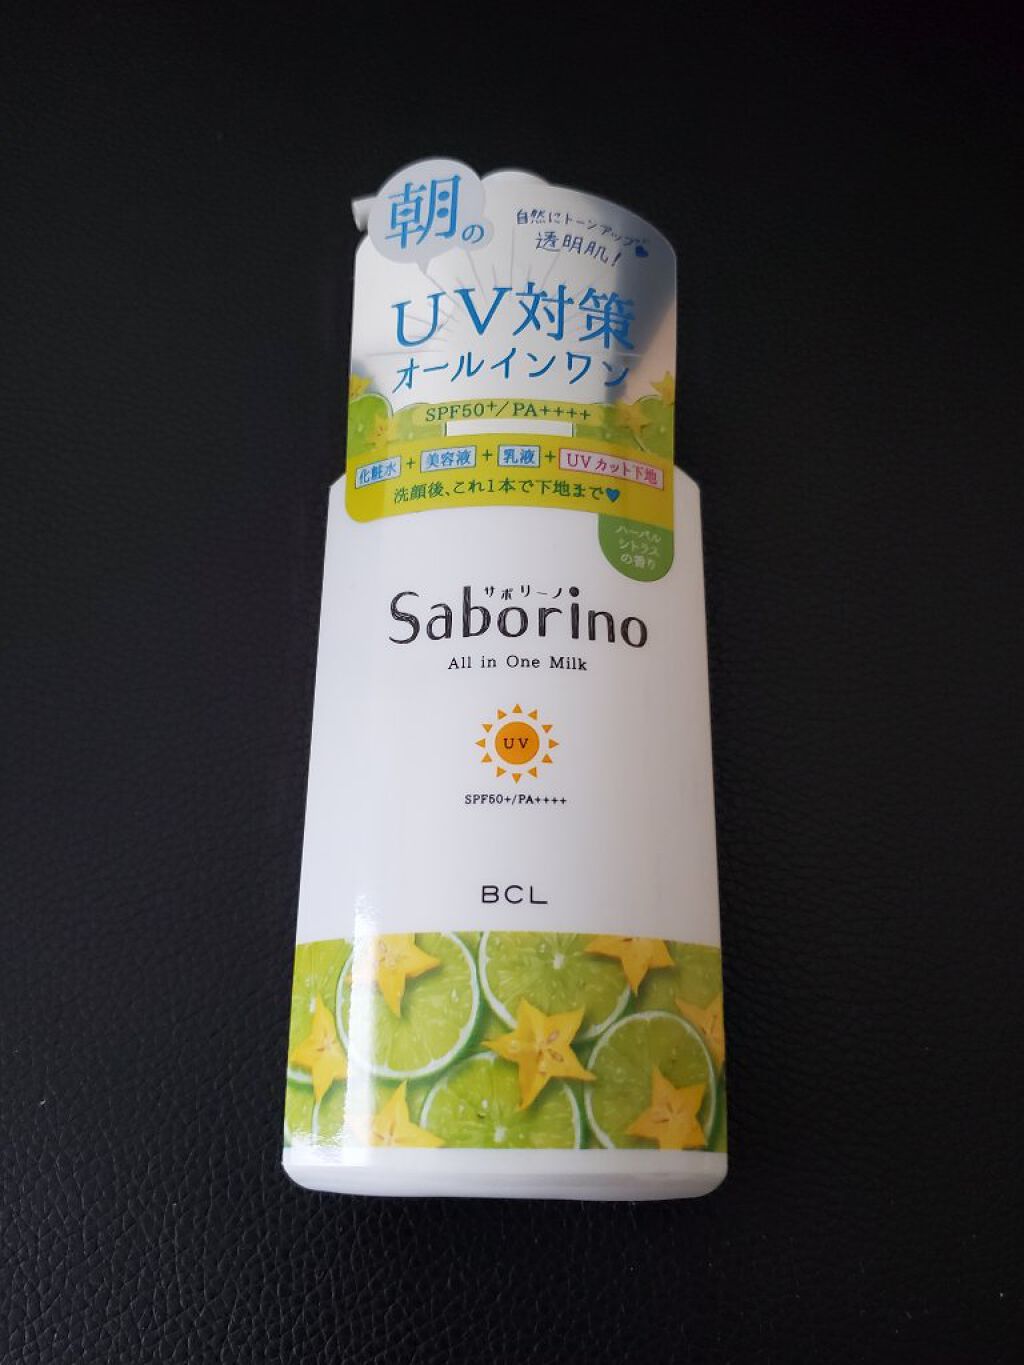 朝の
自然にトーンアップ
透明肌!
UV対策
オールインワン
SPF50+/PA++++
化粧水 + 美容液 + 乳液 + UVカット下地
洗顔後、これ1本で下地まで♥
ハーバル
シトラス
の香り
サボリーノ
Saborino
All in One Milk
UV
SPF50+/PA++++
BCL